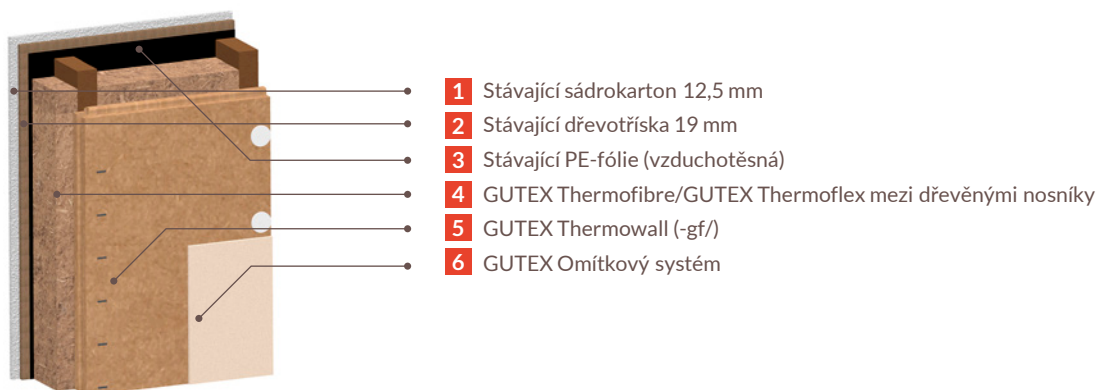 1 Stávající sádrokarton 12,5 mm
2 Stávající dřevotříska 19 mm
3 Stávající PE-fólie (vzduchotěsná)
4 GUTEX Thermofibre/GUTEX Thermoflex mezi dřevěnými nosníky
5 GUTEX Thermowall (-gf/)
6 GUTEX Omítkový systém